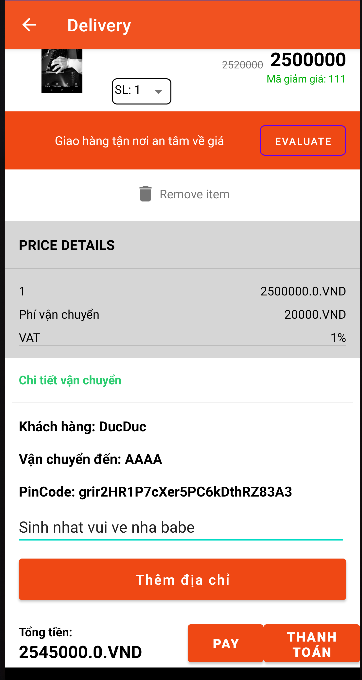 Delivery
2520000 2500000
Mã giảm giá: 111
SL: 1
Giao hàng tận nơi an tâm về giá EVALUATE
Remove item
PRICE DETAILS
1 2500000.0.VND
Phí vận chuyển 20000.VND
VAT 1%
Chi tiết vận chuyển
Khách hàng: DucDuc
Vận chuyển đến: AAAA
PinCode: grir2HR1P7cXer5PC6kDthRZ83A3
Sinh nhat vui ve nha babe
Thêm địa chỉ
Tổng tiền:
2545000.0.VND
PAY
THANH
TOÁN